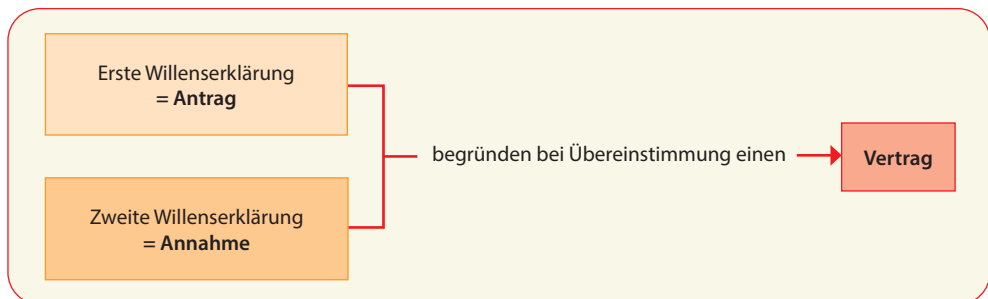 Erste Willenserklärung
= Antrag
Zweite Willenserklärung
= Annahme
begründen bei Übereinstimmung einen
Vertrag